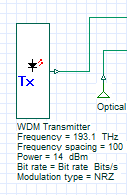 Tx
Optical
WDM Transmitter
Frequency = 193.1 THz
Frequency spacing = 100
Power = 14 dBm
Bit rate = Bit rate Bits/s
Modulation type = NRZ